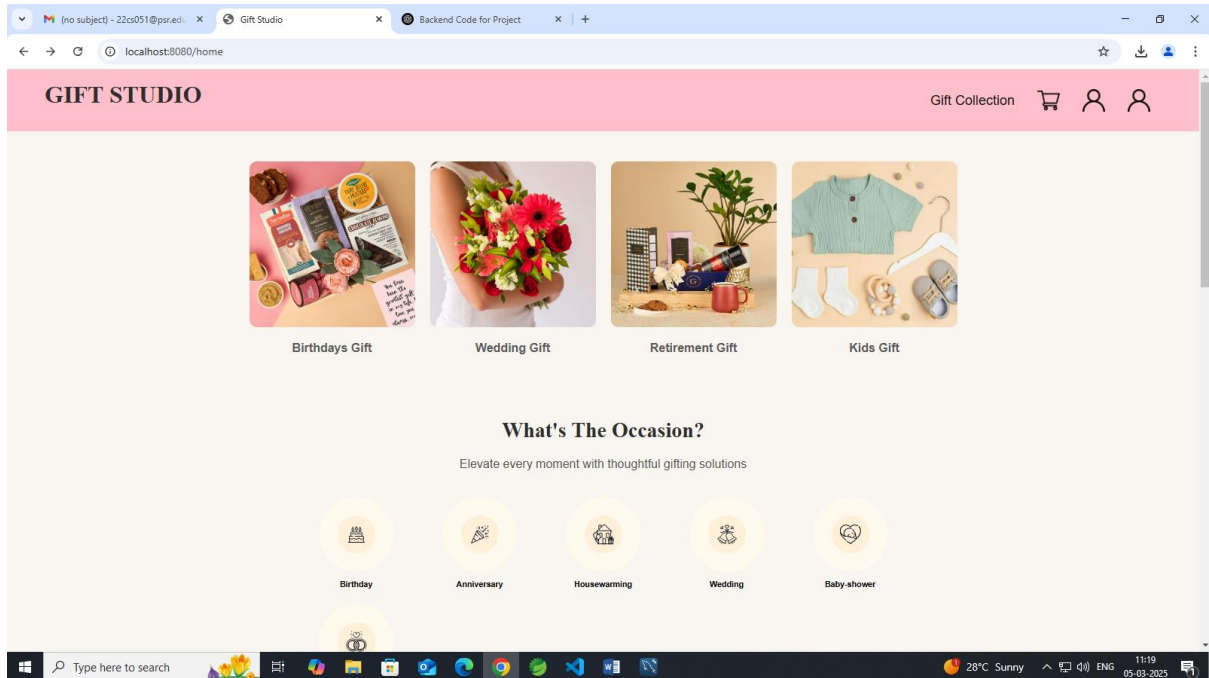 (no subject) - 22cs051@psr.edu
Gift Studio
Backend Code for Project
localhost:8080/home
GIFT STUDIO
Gift Collection
Birthdays Gift
Wedding Gift
Retirement Gift
Kids Gift
What's The Occasion?
Elevate every moment with thoughtful gifting solutions
Birthday
Anniversary
Housewarming
Wedding
Baby-shower
Type here to search
28°C Sunny
ENG
11:19
05-03-2025